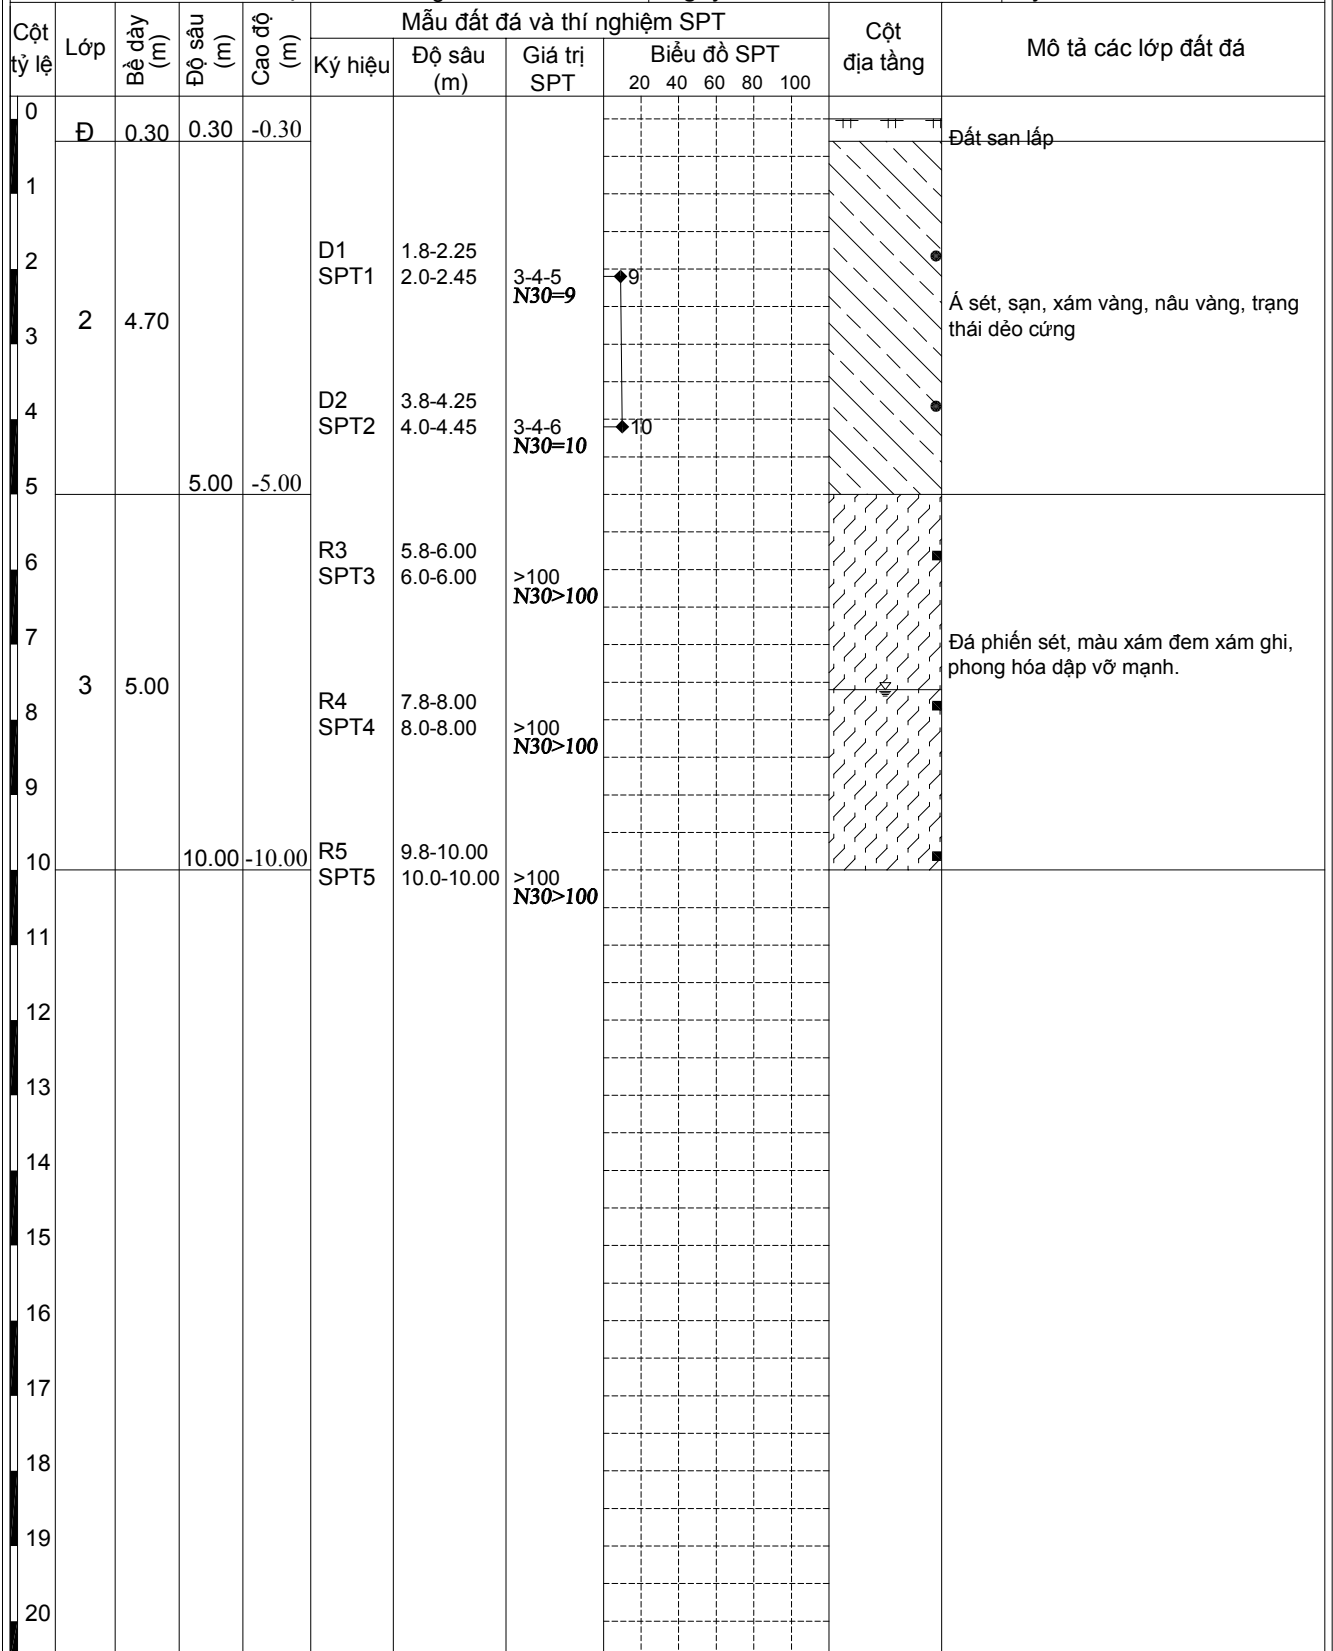 Mẫu đất đá và thí nghiệm SPT
Cột tỷ lệ
Lớp
Bề dày (m)
Độ sâu (m)
Cao độ (m)
Ký hiệu
Độ sâu (m)
Giá trị SPT
Biểu đồ SPT
20 40 60 80 100
Cột địa tầng
Mô tả các lớp đất đá
0
Đ 0.30 0.30 -0.30
Đất san lấp
1
D1 1.8-2.25
2
SPT1 2.0-2.45 3-4-5 9
N30=9
Á sét, sạn, xám vàng, nâu vàng, trạng
2 4.70
thái dẻo cứng
3
D2 3.8-4.25
4
SPT2 4.0-4.45 3-4-6 10
N30=10
5 5.00 -5.00
R3 5.8-6.00
6
SPT3 6.0-6.00 >100
N30>100
7
Đá phiến sét, màu xám đem xám ghi,
phong hóa dập vỡ mạnh.
3 5.00
R4 7.8-8.00
8
SPT4 8.0-8.00 >100
N30>100
9
R5 9.8-10.00
10 10.00 -10.00
SPT5 10.0-10.00 >100
N30>100
11
12
13
14
15
16
17
18
19
20